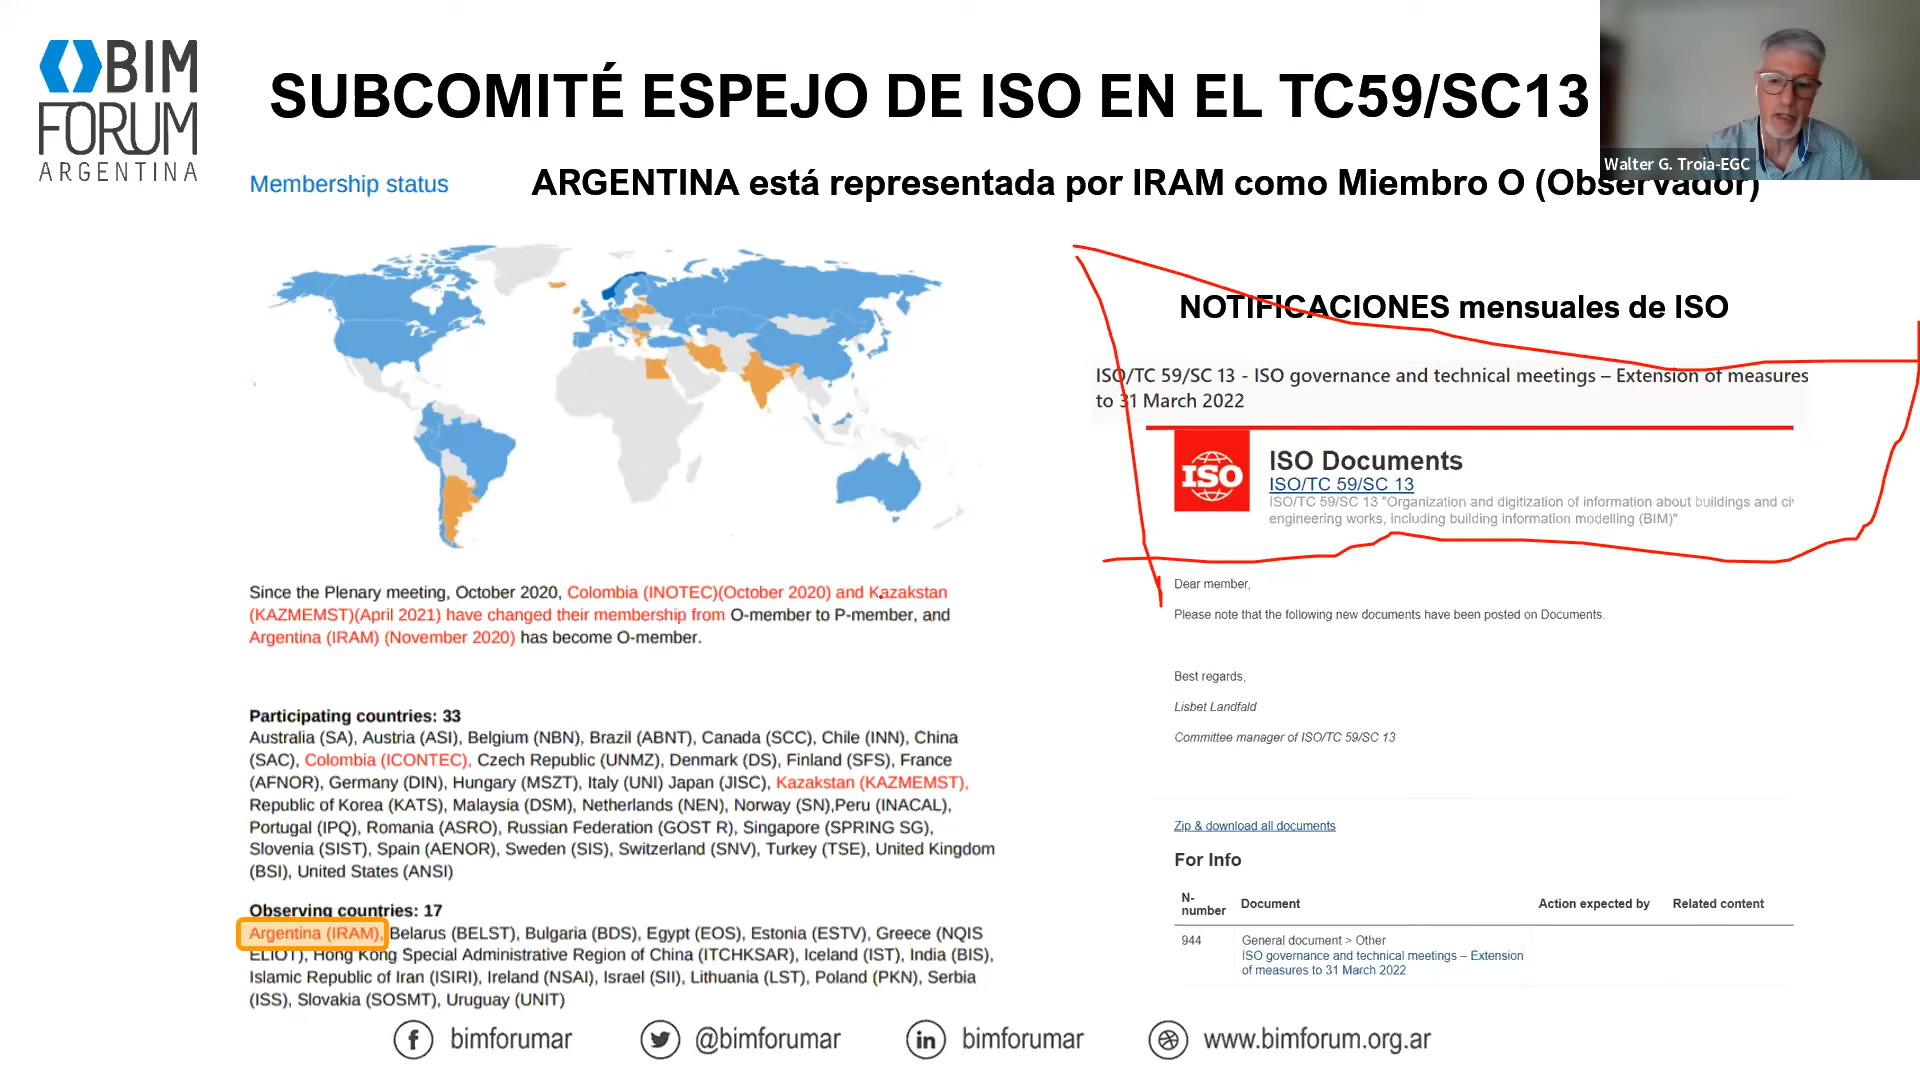 BIM
FORUM
ARGENTINA
SUBCOMITÉ ESPEJO DE ISO EN EL TC59/SC13
Walter G. Troia-EGC
Membership status
ARGENTINA está representada por IRAM como Miembro O (Observador)
NOTIFICACIONES mensuales de ISO
ISO/TC 59/SC 13 - ISO governance and technical meetings – Extension of measures
to 31 March 2022
ISO
ISO Documents
ISO/TC 59/SC 13
ISO/TC 59/SC 13 "Organization and digitization of information about buildings and civ
engineering works, including building information modelling (BIM)"
Dear member,
Please note that the following new documents have been posted on Documents.
Best regards,
Lisbet Landfald
Committee manager of ISO/TC 59/SC 13
Zip & download all documents
For Info
N-number Document Action expected by Related content
944 General document > Other
ISO governance and technical meetings – Extension
of measures to 31 March 2022
Since the Plenary meeting, October 2020, Colombia (INOTEC)(October 2020) and Kazakstan
(KAZMEMST)(April 2021) have changed their membership from O-member to P-member, and
Argentina (IRAM) (November 2020) has become O-member.
Participating countries: 33
Australia (SA), Austria (ASI), Belgium (NBN), Brazil (ABNT), Canada (SCC), Chile (INN), China
(SAC), Colombia (ICONTEC), Czech Republic (UNMZ), Denmark (DS), Finland (SFS), France
(AFNOR), Germany (DIN), Hungary (MSZT), Italy (UNI) Japan (JISC), Kazakstan (KAZMEMST),
Republic of Korea (KATS), Malaysia (DSM), Netherlands (NEN), Norway (SN),Peru (INACAL),
Portugal (IPQ), Romania (ASRO), Russian Federation (GOST R), Singapore (SPRING SG),
Slovenia (SIST), Spain (AENOR), Sweden (SIS), Switzerland (SNV), Turkey (TSE), United Kingdom
(BSI), United States (ANSI)
Observing countries: 17
Argentina (IRAM), Belarus (BELST), Bulgaria (BDS), Egypt (EOS), Estonia (ESTV), Greece (NQIS
ELIOT), Hong Kong Special Administrative Region of China (ITCHKSAR), Iceland (IST), India (BIS),
Islamic Republic of Iran (ISIRI), Ireland (NSAI), Israel (SII), Lithuania (LST), Poland (PKN), Serbia
(ISS), Slovakia (SOSMT), Uruguay (UNIT)
bimforumar @bimforumar bimforumar www.bimforum.org.ar